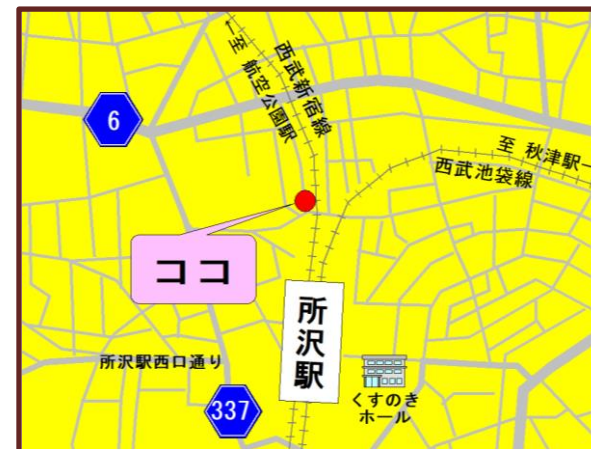 ←至 航空公園駅
西武新宿線
6
至 秋津駅→
西武池袋線
ココ
所沢駅
所沢駅西口通り
337
くすのき
ホール